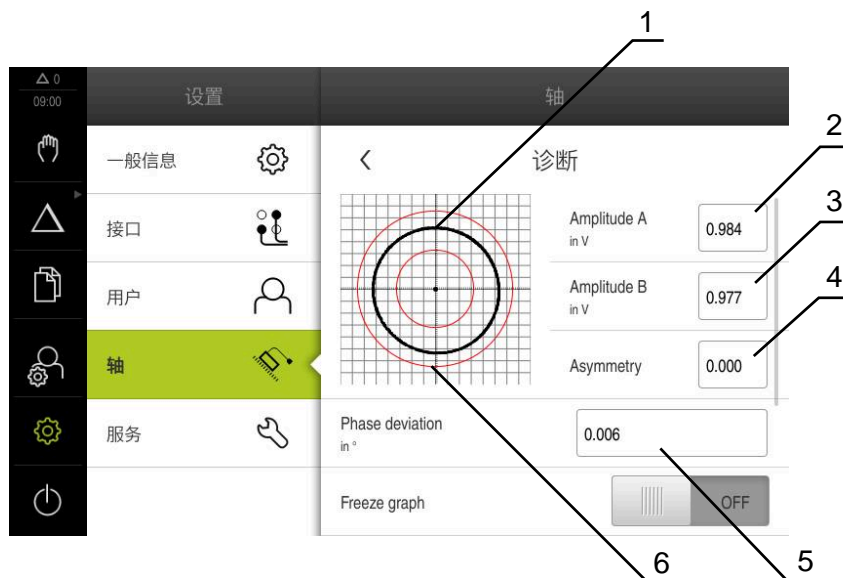 1
△ 0
09:00
设置
轴
一般信息
诊断
2
接口
Amplitude A
in V
0.984
3
用户
Amplitude B
in V
0.977
4
轴
Asymmetry
0.000
服务
Phase deviation
in °
0.006
Freeze graph
OFF
5
6